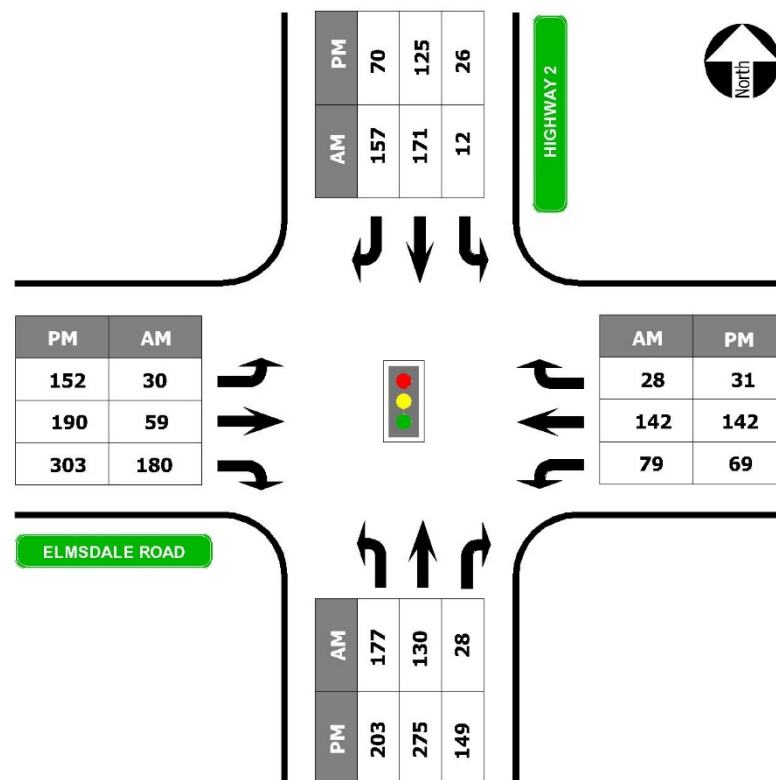 PM 70 125 26
AM 157 171 12
HIGHWAY 2
North
PM AM
152 30
190 59
303 180
AM PM
28 31
142 142
79 69
ELMSDALE ROAD
AM 177 130 28
PM 203 275 149